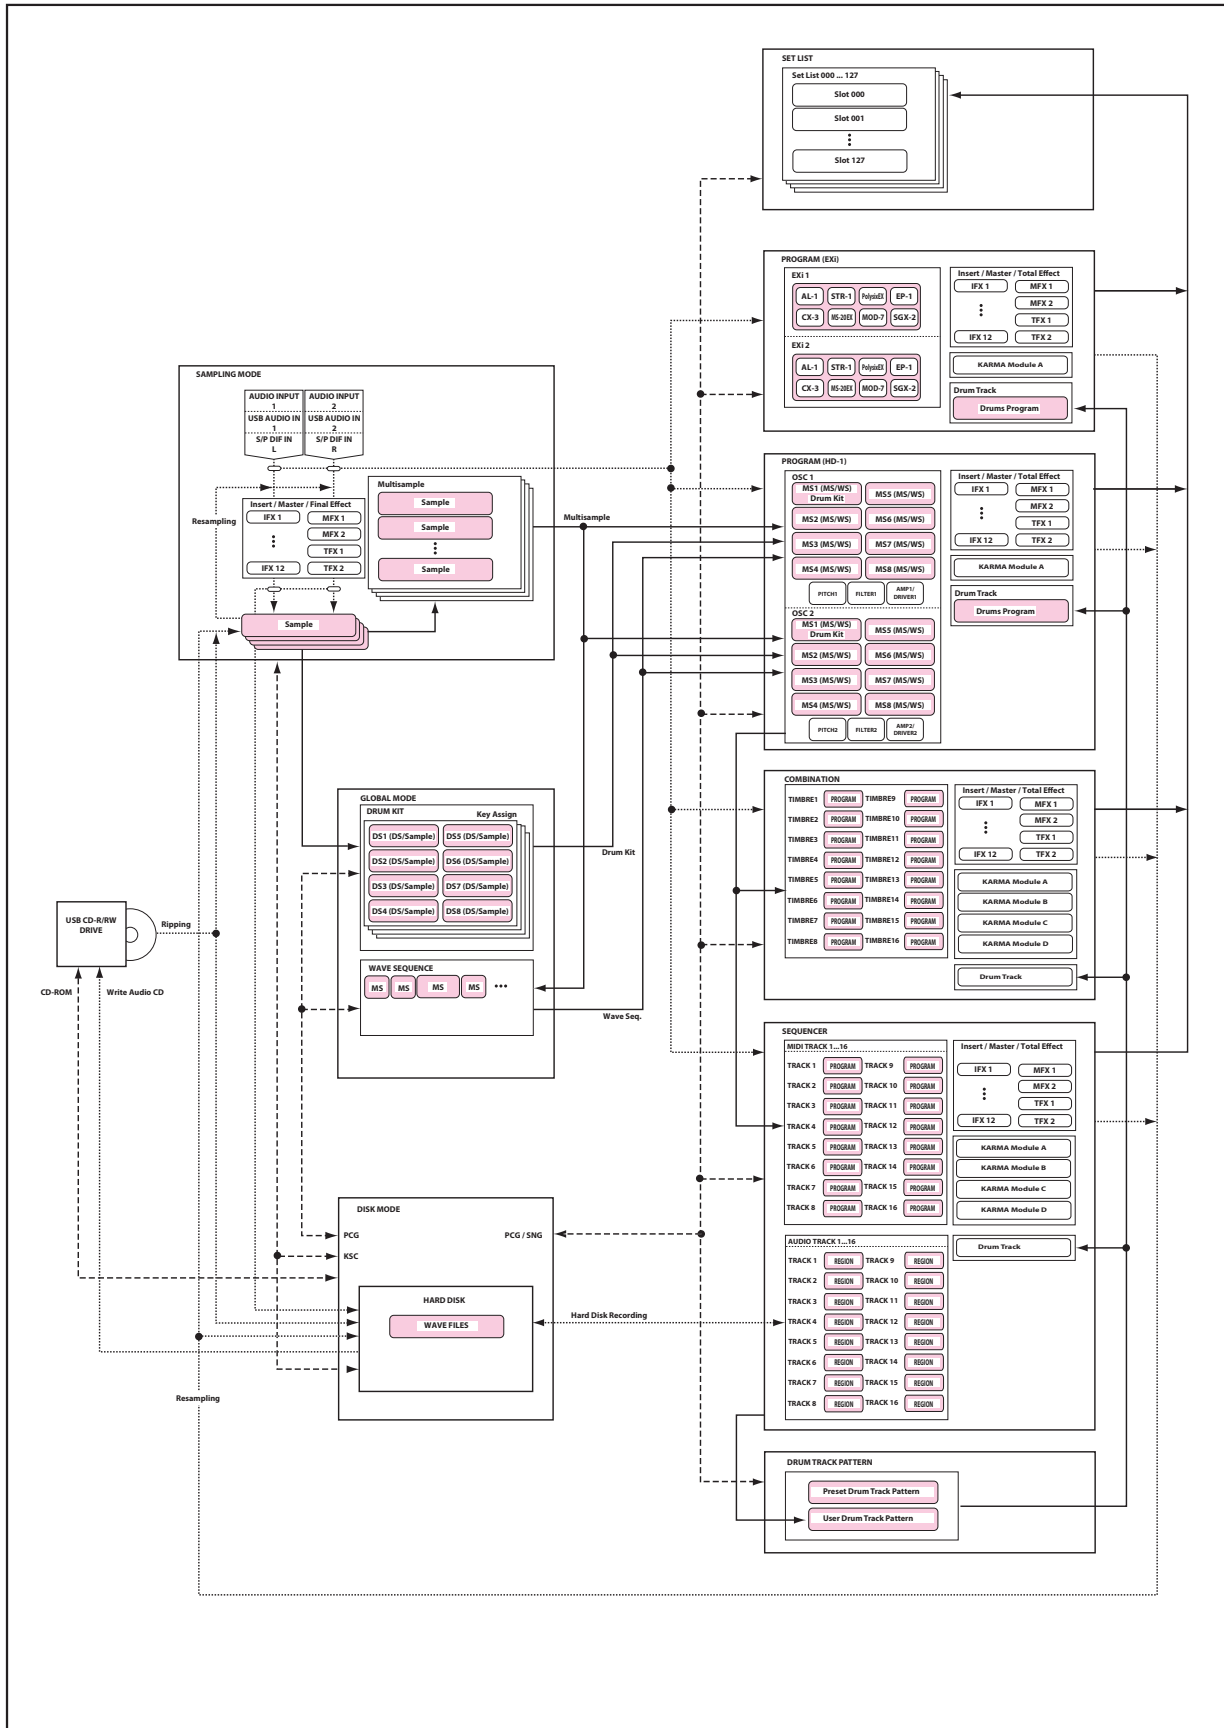 SET LIST
Set List 000 ... 127
Slot 000
Slot 001
Slot 127
PROGRAM (EXi)
EXi 1
AL-1 STR-1 PolysixEX EP-1
CX-3 MS-20EX MOD-7 SGX-2
EXi 2
AL-1 STR-1 PolysixEX EP-1
CX-3 MS-20EX MOD-7 SGX-2
Insert / Master / Total Effect
IFX 1 MFX 1
MFX 2
TFX 1
IFX 12 TFX 2
KARMA Module A
Drum Track
Drums Program
SAMPLING MODE
AUDIO INPUT 1
AUDIO INPUT 2
USB AUDIO IN 1
USB AUDIO IN 2
S/P DIF IN L
S/P DIF IN R
Resampling
Insert / Master / Final Effect
IFX 1 MFX 1
MFX 2
TFX 1
IFX 12 TFX 2
Multisample
Sample
Sample
Sample
Sample
Multisample
PROGRAM (HD-1)
OSC 1
MS1 (MS/WS) MS5 (MS/WS)
Drum Kit
MS2 (MS/WS) MS6 (MS/WS)
MS3 (MS/WS) MS7 (MS/WS)
MS4 (MS/WS) MS8 (MS/WS)
PITCH1 FILTER1 AMP1/
DRIVER1
OSC 2
MS1 (MS/WS) MS5 (MS/WS)
Drum Kit
MS2 (MS/WS) MS6 (MS/WS)
MS3 (MS/WS) MS7 (MS/WS)
MS4 (MS/WS) MS8 (MS/WS)
PITCH2 FILTER2 AMP2/
DRIVER2
Insert / Master / Total Effect
IFX 1 MFX 1
MFX 2
TFX 1
IFX 12 TFX 2
KARMA Module A
Drum Track
Drums Program
GLOBAL MODE
DRUM KIT
Key Assign
DS1 (DS/Sample) DS5 (DS/Sample)
DS2 (DS/Sample) DS6 (DS/Sample)
DS3 (DS/Sample) DS7 (DS/Sample)
DS4 (DS/Sample) DS8 (DS/Sample)
Drum Kit
WAVE SEQUENCE
MS MS MS MS
Wave Seq.
USB CD-R/RW
DRIVE
Ripping
CD-ROM
Write Audio CD
COMBINATION
TIMBRE1 PROGRAM TIMBRE9 PROGRAM
TIMBRE2 PROGRAM TIMBRE10 PROGRAM
TIMBRE3 PROGRAM TIMBRE11 PROGRAM
TIMBRE4 PROGRAM TIMBRE12 PROGRAM
TIMBRE5 PROGRAM TIMBRE13 PROGRAM
TIMBRE6 PROGRAM TIMBRE14 PROGRAM
TIMBRE7 PROGRAM TIMBRE15 PROGRAM
TIMBRE8 PROGRAM TIMBRE16 PROGRAM
Insert / Master / Total Effect
IFX 1 MFX 1
MFX 2
TFX 1
IFX 12 TFX 2
KARMA Module A
KARMA Module B
KARMA Module C
KARMA Module D
Drum Track
SEQUENCER
MIDI TRACK 1...16
TRACK 1 PROGRAM TRACK 9 PROGRAM
TRACK 2 PROGRAM TRACK 10 PROGRAM
TRACK 3 PROGRAM TRACK 11 PROGRAM
TRACK 4 PROGRAM TRACK 12 PROGRAM
TRACK 5 PROGRAM TRACK 13 PROGRAM
TRACK 6 PROGRAM TRACK 14 PROGRAM
TRACK 7 PROGRAM TRACK 15 PROGRAM
TRACK 8 PROGRAM TRACK 16 PROGRAM
Insert / Master / Total Effect
IFX 1 MFX 1
MFX 2
TFX 1
IFX 12 TFX 2
KARMA Module A
KARMA Module B
KARMA Module C
KARMA Module D
Drum Track
AUDIO TRACK 1...16
TRACK 1 REGION TRACK 9 REGION
TRACK 2 REGION TRACK 10 REGION
TRACK 3 REGION TRACK 11 REGION
TRACK 4 REGION TRACK 12 REGION
TRACK 5 REGION TRACK 13 REGION
TRACK 6 REGION TRACK 14 REGION
TRACK 7 REGION TRACK 15 REGION
TRACK 8 REGION TRACK 16 REGION
DISK MODE
PCG PCG / SNG
KSC
HARD DISK
WAVE FILES
Hard Disk Recording
Resampling
DRUM TRACK PATTERN
Preset Drum Track Pattern
User Drum Track Pattern